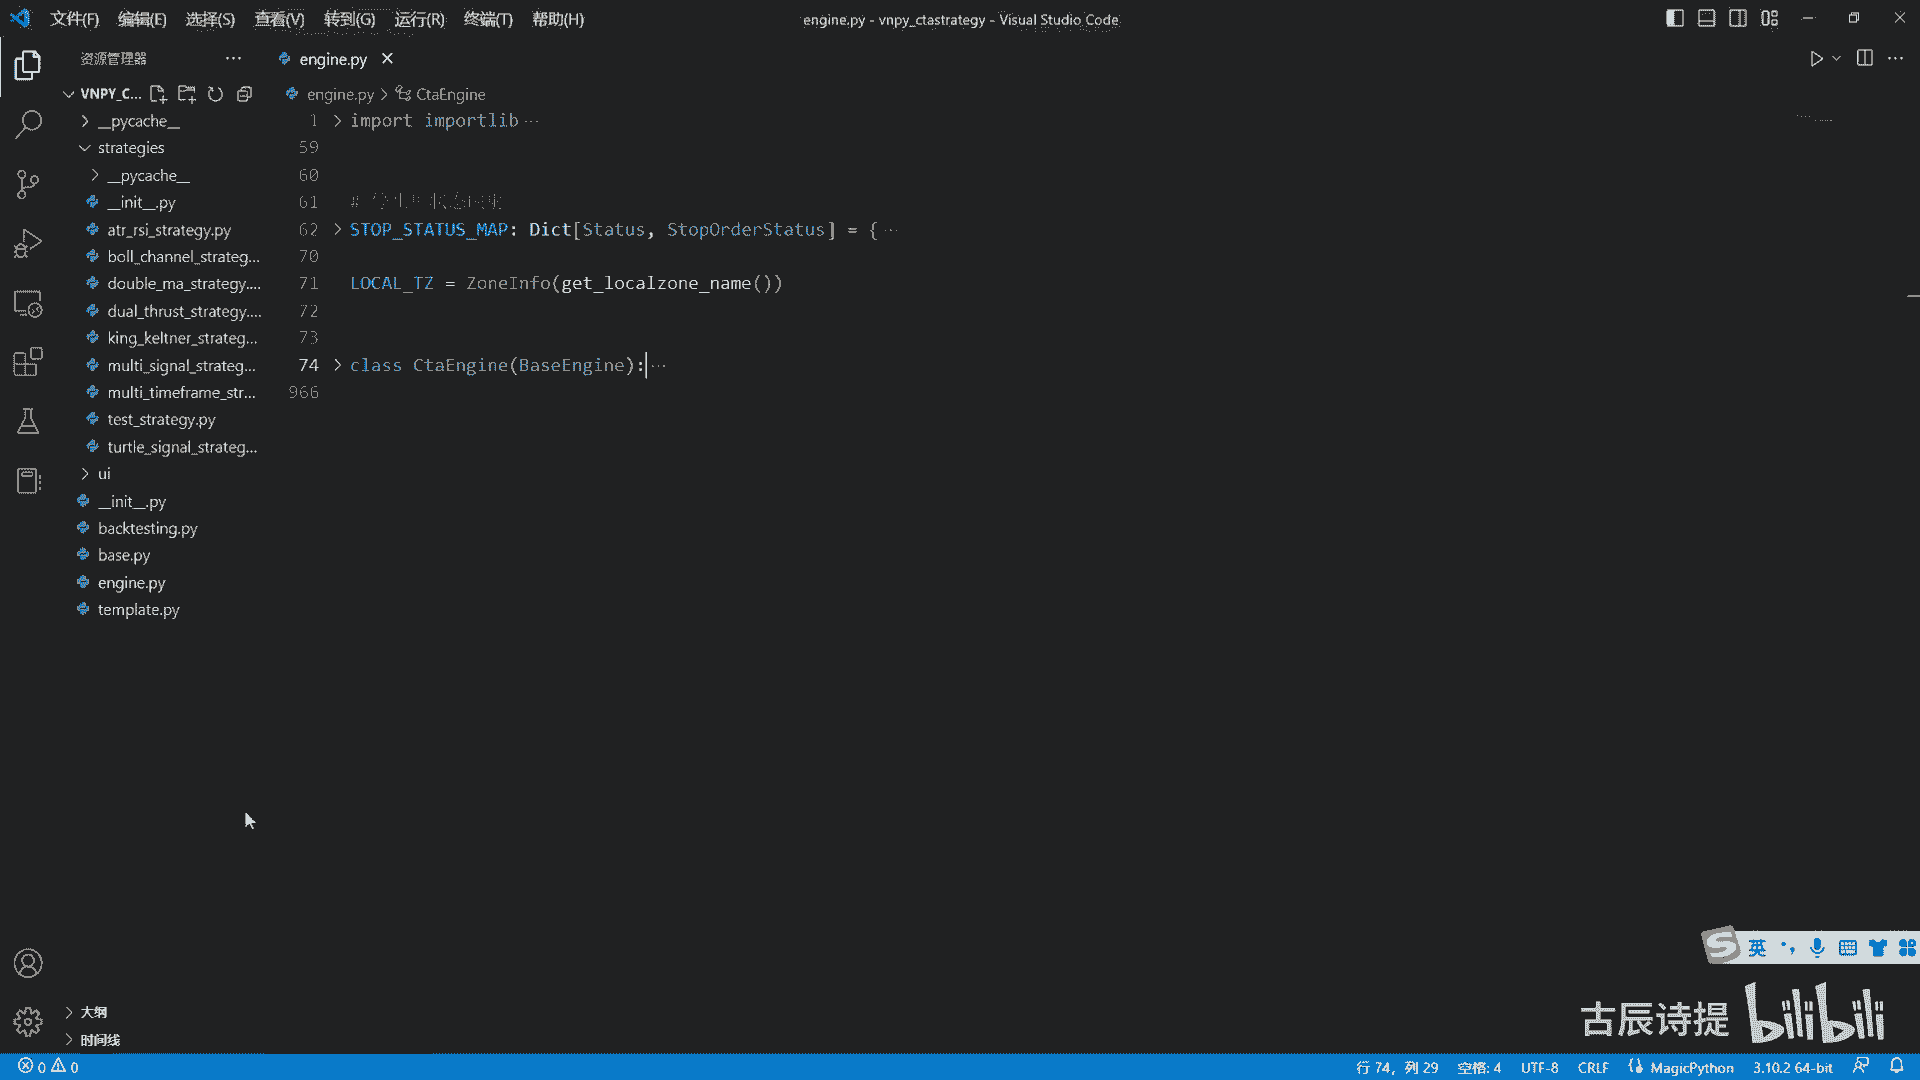 文件(F) 编辑(E) 选择(S) 查看(V) 转到(G) 运行(R) 终端(T) 帮助(H)
engine.py - vnpy_ctastrategy - Visual Studio Code
资源管理器
VNPY_C...
__pycache__
strategies
__pycache__
__init__.py
atr_rsi_strategy.py
boll_channel_strateg...
double_ma_strategy....
dual_thrust_strategy....
king_keltner_strateg...
multi_signal_strateg...
multi_timeframe_str...
test_strategy.py
turtle_signal_strateg...
ui
__init__.py
backtesting.py
base.py
engine.py
template.py
大纲
时间线
engine.py
engine.py > CtaEngine
1 import importlib
59
60
61 #
62 STOP_STATUS_MAP: Dict[Status, StopOrderStatus] = {
70
71 LOCAL_TZ = ZoneInfo(get_localzone_name())
72
73
74 class CtaEngine(BaseEngine):
966
英
古辰诗提 bilibili
0 0
行 74，列 29 空格: 4 UTF-8 CRLF MagicPython 3.10.2 64-bit